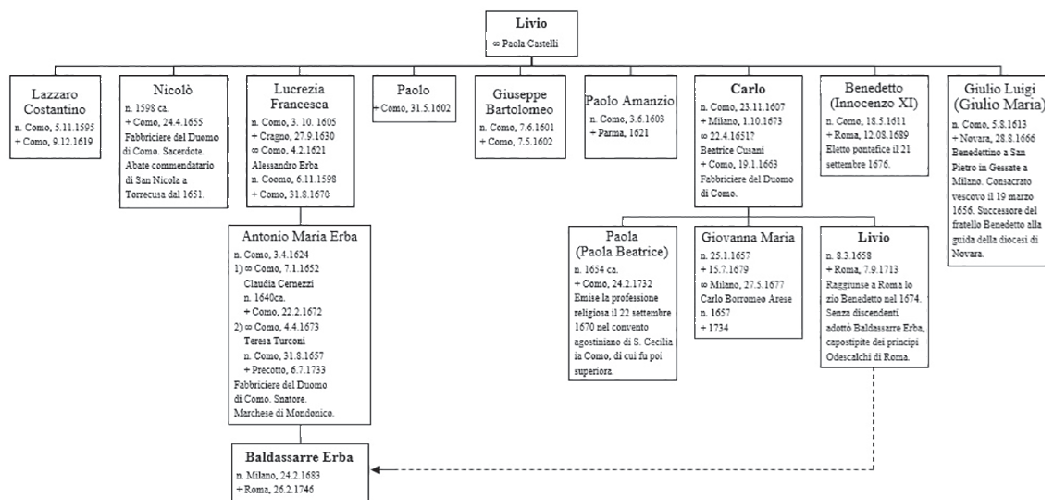 Livio
∞ Paola Castelli
Lazzaro
Costantino
n. Como, 5.11.1595
+ Como, 9.12.1619
Nicolò
n. 1598 ca.
+ Como, 24.4.1655
Fabbriciere del Duomo
di Como. Sacerdote.
Abate commendatario
di San Nicola a
Torrecusa dal 1651.
Lucrezia
Francesca
n. Como, 3. 10. 1605
+ Cragno, 27.9.1630
∞ Como, 4.2.1621
Alessandro Erba
n. Coomo, 6.11.1598
+ Como, 31.8.1670
Paolo
+ Como, 31.5.1602
Giuseppe
Bartolomeo
n. Como, 7.6.1601
+ Como, 7.5.1602
Paolo Amanzio
n. Como, 3.6.1603
+ Parma, 1621
Carlo
n. Como, 23.11.1607
+ Milano, 1.10.1673
∞ 22.4.1651?
Beatrice Cusani
+ Como, 19.1.1663
Fabbriciere del Duomo
di Como.
Benedetto
(Innocenzo XI)
n. Como, 18.5.1611
+ Roma, 12.08.1689
Eletto pontefice il 21
settembre 1676.
Giulio Luigi
(Giulio Maria)
n. Como, 5.8.1613
+ Novara, 28.8.1666
Benedettino a San
Pietro in Gessate a
Milano. Consacrato
vescovo il 19 marzo
1656. Successore del
fratello Benedetto alla
guida della diocesi di
Novara.
Antonio Maria Erba
n. Como, 3.4.1624
1) ∞ Como, 7.1.1652
Claudia Cernezzi
n. 1640ca.
+ Como, 22.2.1672
2) ∞ Como, 4.4.1673
Teresa Turconi
n. Como, 31.8.1657
+ Precotto, 6.7.1733
Fabbriciere del Duomo
di Como. Snatore.
Marchese di Mondonico.
Paola
(Paola Beatrice)
n. 1654 ca.
+ Como, 24.2.1732
Emise la professione
religiosa il 22 settembre
1670 nel convento
agostiniano di S. Cecilia
in Como, di cui fu poi
superiora
Giovanna Maria
n. 25.1.1657
+ 15.7.1679
∞ Milano, 27.5.1677
Carlo Borromeo Arese
n. 1657
+ 1734
Livio
n. 8.3.1658
+ Roma, 7.9.1713
Raggiunse a Roma lo
zio Benedetto nel 1674.
Senza discendenti
adottò Baldassarre Erba,
capostipite dei principi
Odescalchi di Roma.
Baldassarre Erba
n. Milano, 24.2.1683
+ Roma, 26.2.1746